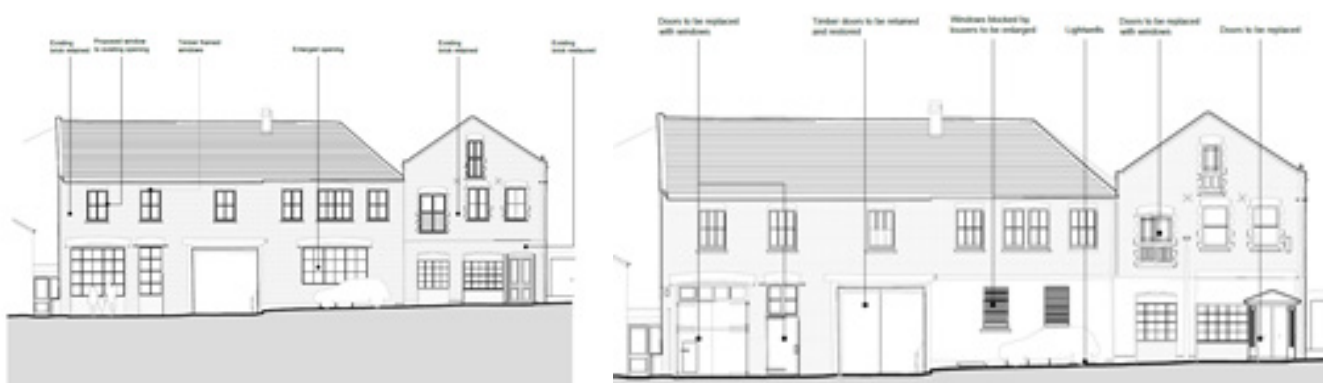 Existing
brick retained
Proposed window
to existing opening
Timber framed
windows
Enlarged opening
Existing
brick retained
Existing
brick restored
Doors to be replaced
with windows
Timber doors to be retained
and restored
Windows blocked by
louvres to be enlarged
Lightwells
Doors to be replaced
with windows
Doors to be replaced